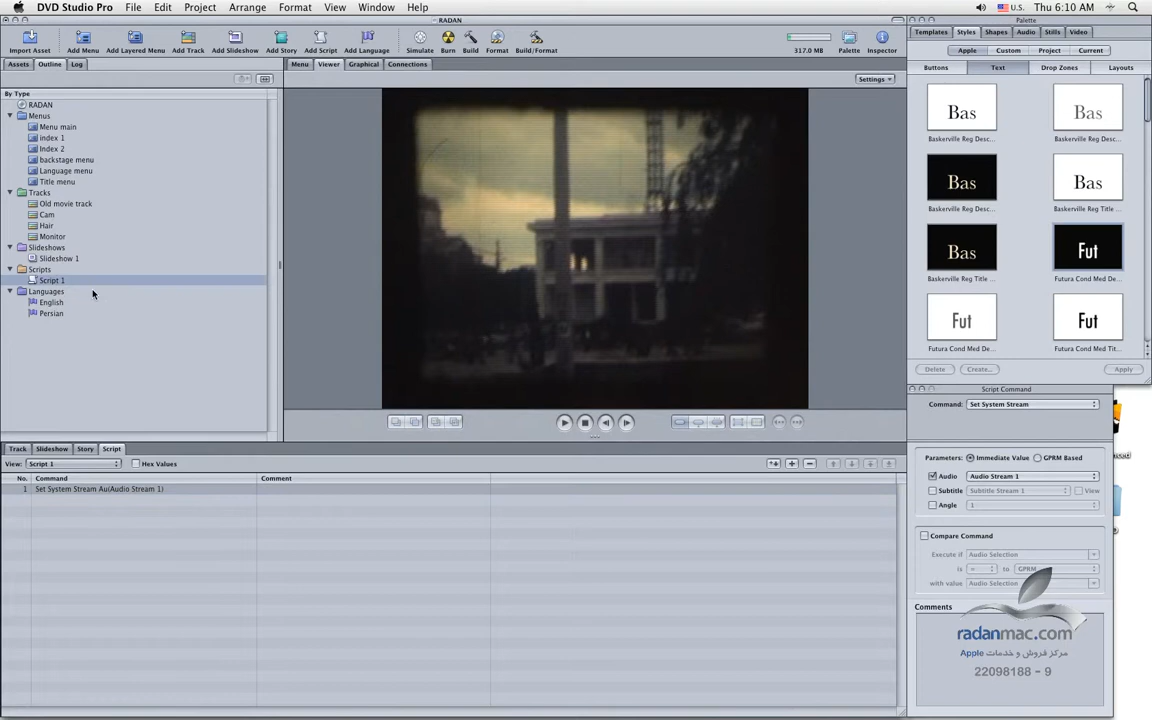 DVD Studio Pro File Edit Project Arrange Format View Window Help U.S. Thu 6:10 AM
RADAN
Import Asset Add Menu Add Layered Menu Add Track Add Slideshow Add Story Add Script Add Language Simulate Burn Build Format Build/Format 317.0 MB Palette Inspector
Assets Outline Log
Menu Viewer Graphical Connections
Settings
By Type
RADAN
Menus
Menu main
index 1
Index 2
backstage menu
Language menu
Title menu
Tracks
Old movie track
Cam
Hair
Monitor
Slideshows
Slideshow 1
Scripts
Script 1
Languages
English
Persian
Palette
Templates Styles Shapes Audio Stills Video
Apple Custom Project Current
Buttons Text Drop Zones Layouts
Bas Bas
Baskerville Reg Desc... Baskerville Reg Desc...
Bas Bas
Baskerville Reg Desc... Baskerville Reg Title ...
Bas Fut
Baskerville Reg Title ... Futura Cond Med De...
Fut Fut
Futura Cond Med De... Futura Cond Med Tit...
Delete Create... Apply
Script Command
Command: Set System Stream
Parameters: Immediate Value GPRM Based
Audio Audio Stream 1
Subtitle Subtitle Stream 1 View
Angle 1
Compare Command
Execute if Audio Selection
is = to GPRM
with value Audio Selection
Comments
radanmac.com
مرکز فروش و خدمات Apple
22098188 - 9
Track Slideshow Story Script
View: Script 1 Hex Values
No. Command Comment
1 Set System Stream Au(Audio Stream 1)